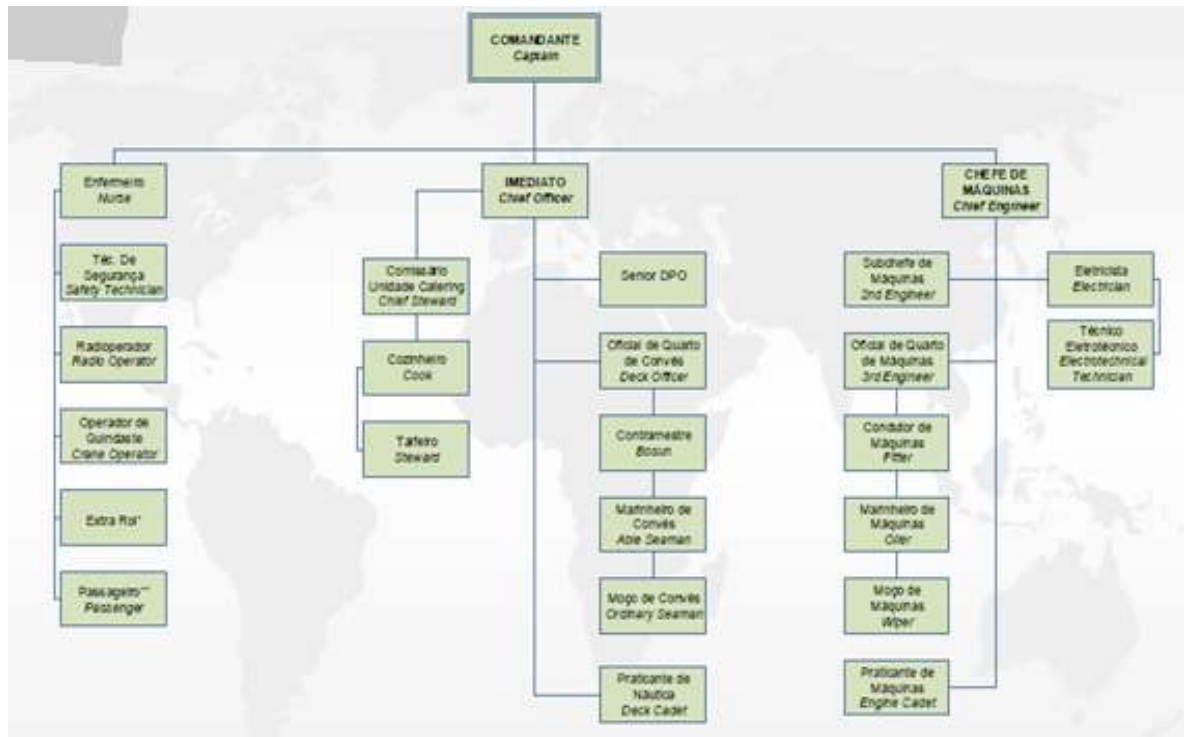 COMANDANTE
Captain
Enfermeiro
Nurse
Téc. De
Segurança
Safety Technician
Radioperador
Radio Operator
Operador de
Guindaste
Crane Operator
Extra Rol*
Passageiro**
Passenger
IMEDIATO
Chief Officer
Comissário
Unidade Catering
Chief Steward
Cozinheiro
Cook
Taifeiro
Steward
Senior DPO
Oficial de Quarto
de Convés
Deck Officer
Contramestre
Bosun
Marinheiro de
Convés
Able Seaman
Moço de Convés
Ordinary Seaman
Praticante de
Náutica
Deck Cadet
CHEFE DE
MÁQUINAS
Chief Engineer
Subchefe de
Máquinas
2nd Engineer
Oficial de Quarto
de Máquinas
3rd Engineer
Condutor de
Máquinas
Fitter
Marinheiro de
Máquinas
Oiler
Moço de
Máquinas
Wiper
Praticante de
Máquinas
Engine Cadet
Eletricista
Electrician
Técnico
Eletrotécnico
Electrotechnical
Technician